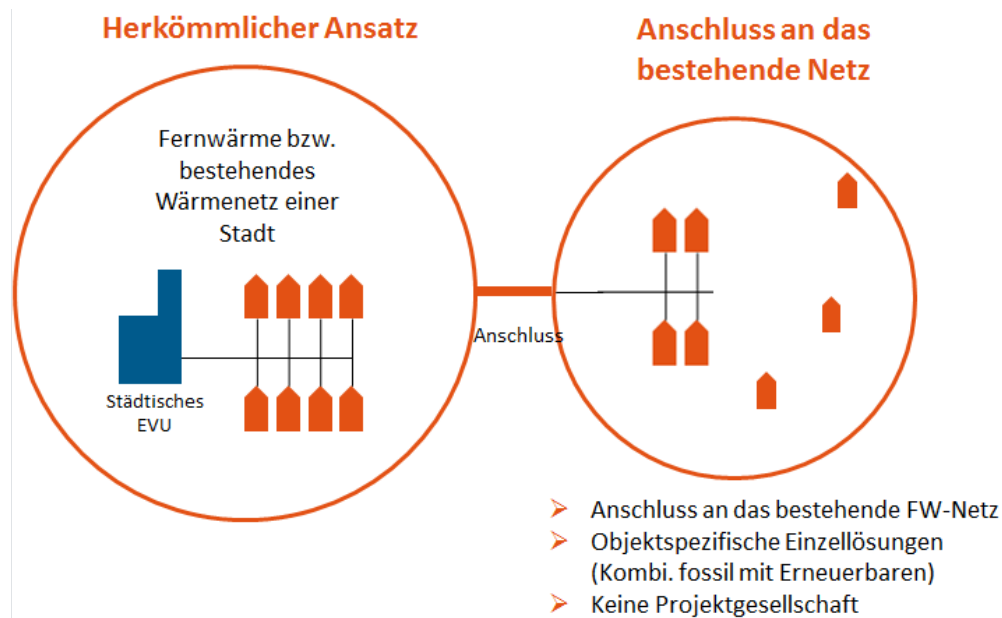 Herkömmlicher Ansatz
Fernwärme bzw.
bestehendes
Wärmenetz einer
Stadt
Städtisches
EVU
Anschluss
Anschluss an das
bestehende Netz
➢ Anschluss an das bestehende FW-Netz
➢ Objektspezifische Einzellösungen
(Kombi. fossil mit Erneuerbaren)
➢ Keine Projektgesellschaft